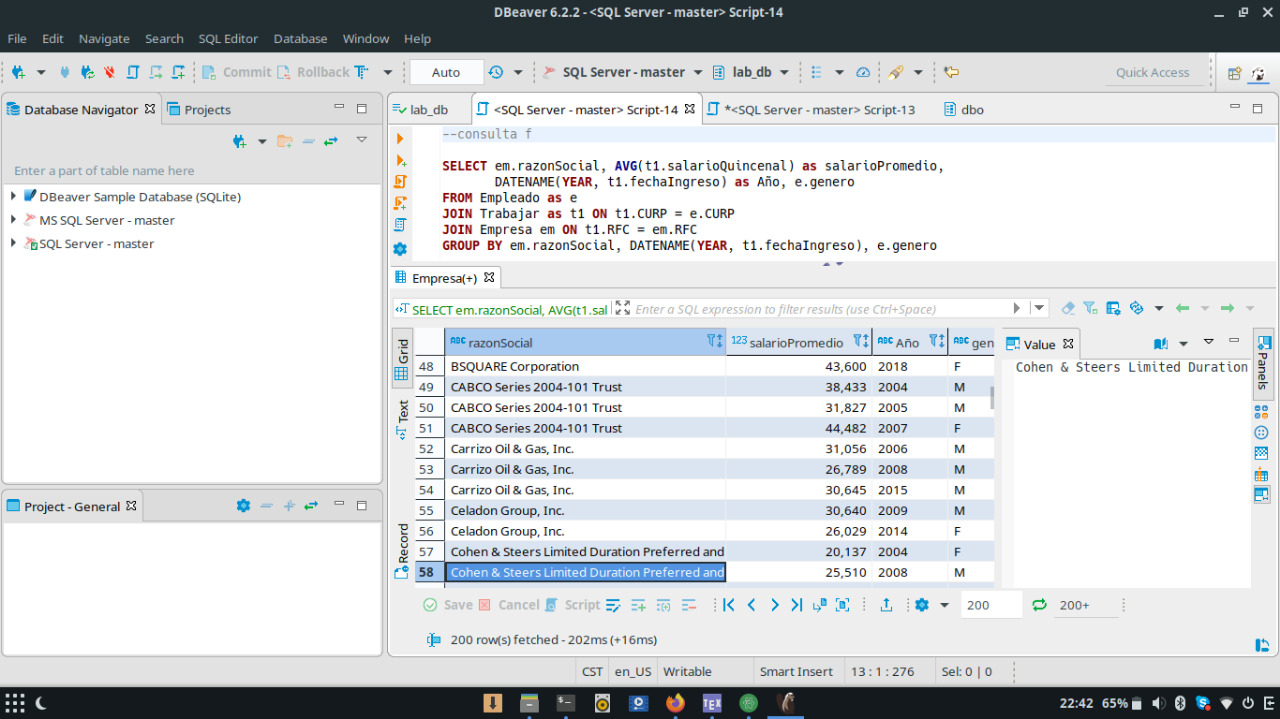 DBeaver 6.2.2 - <SQL Server - master> Script-14
File Edit Navigate Search SQL Editor Database Window Help
Commit Rollback Auto SQL Server - master lab_db Quick Access
Database Navigator Projects
Enter a part of table name here
DBeaver Sample Database (SQLite)
MS SQL Server - master
SQL Server - master
Project - General
lab_db <SQL Server - master> Script-14 *<SQL Server - master> Script-13 dbo
--consulta f
SELECT em.razonSocial, AVG(t1.salarioQuincenal) as salarioPromedio,
DATENAME(YEAR, t1.fechaIngreso) as Año, e.genero
FROM Empleado as e
JOIN Trabajar as t1 ON t1.CURP = e.CURP
JOIN Empresa em ON t1.RFC = em.RFC
GROUP BY em.razonSocial, DATENAME(YEAR, t1.fechaIngreso), e.genero
Empresa(+)
SELECT em.razonSocial, AVG(t1.sal Enter a SQL expression to filter results (use Ctrl+Space)
Grid
Text
Record
ABC razonSocial 123 salarioPromedio ABC Año ABC gen
48 BSQUARE Corporation 43,600 2018 F
49 CABCO Series 2004-101 Trust 38,433 2004 M
50 CABCO Series 2004-101 Trust 31,827 2005 M
51 CABCO Series 2004-101 Trust 44,482 2007 F
52 Carrizo Oil & Gas, Inc. 31,056 2006 M
53 Carrizo Oil & Gas, Inc. 26,789 2008 M
54 Carrizo Oil & Gas, Inc. 30,645 2015 M
55 Celadon Group, Inc. 30,640 2009 M
56 Celadon Group, Inc. 26,029 2014 F
57 Cohen & Steers Limited Duration Preferred and 20,137 2004 F
58 Cohen & Steers Limited Duration Preferred and 25,510 2008 M
Value
Cohen & Steers Limited Duration
Panels
Save Cancel Script 200 200+
200 row(s) fetched - 202ms (+16ms)
CST en_US Writable Smart Insert 13 : 1 : 276 Sel: 0 | 0
TEX 22:42 65%